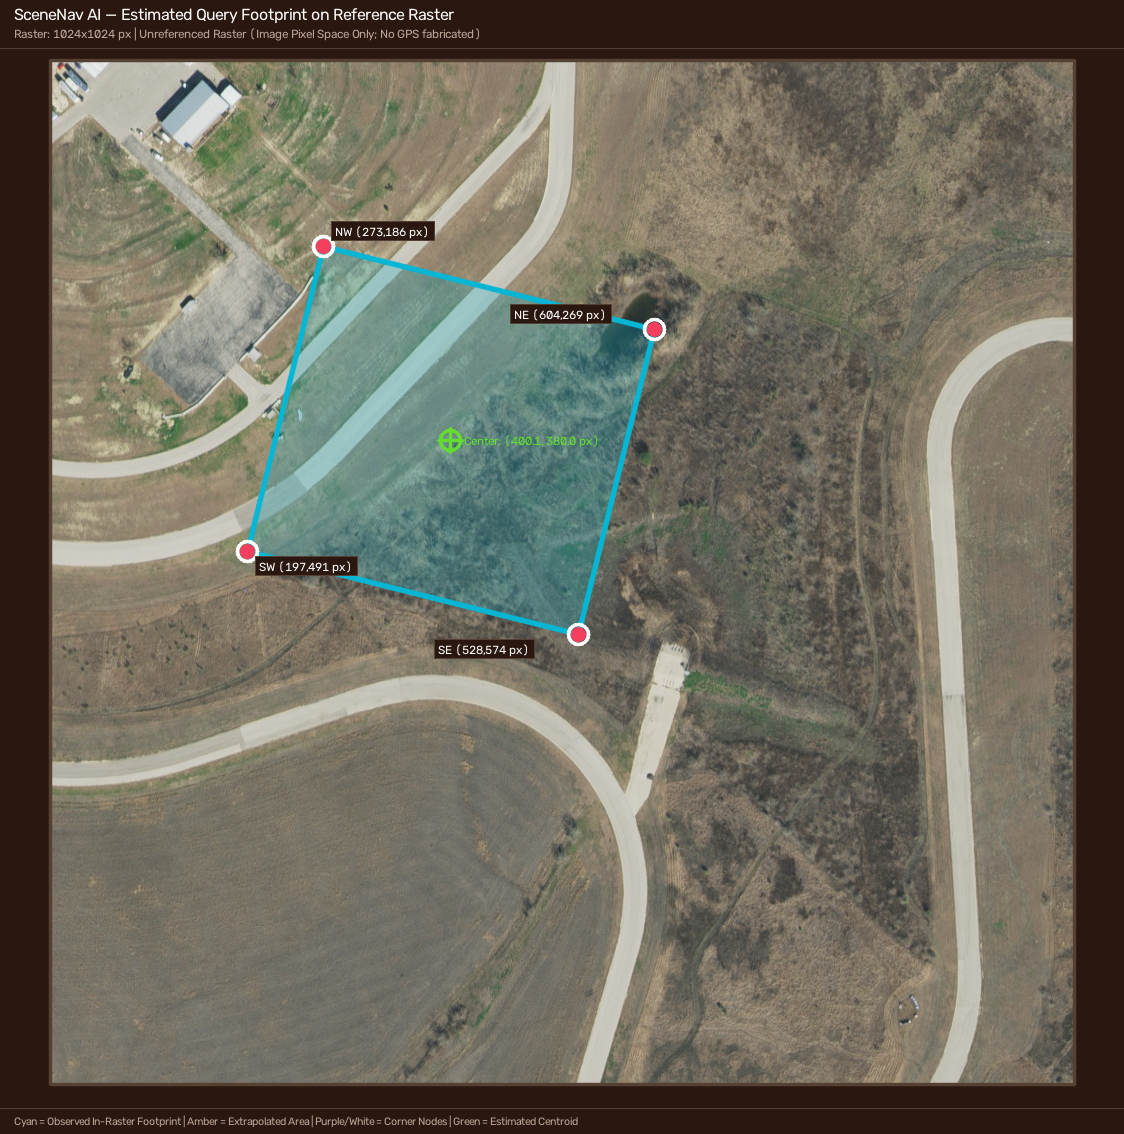 SceneNav AI — Estimated Query Footprint on Reference Raster
Raster: 1024x1024 px | Unreferenced Raster (Image Pixel Space Only; No GPS fabricated)
NW (273,186 px)
NE (604,269 px)
Center: (400.1, 380.0 px)
SW (197,491 px)
SE (528,574 px)
Cyan = Observed In-Raster Footprint | Amber = Extrapolated Area | Purple/White = Corner Nodes | Green = Estimated Centroid